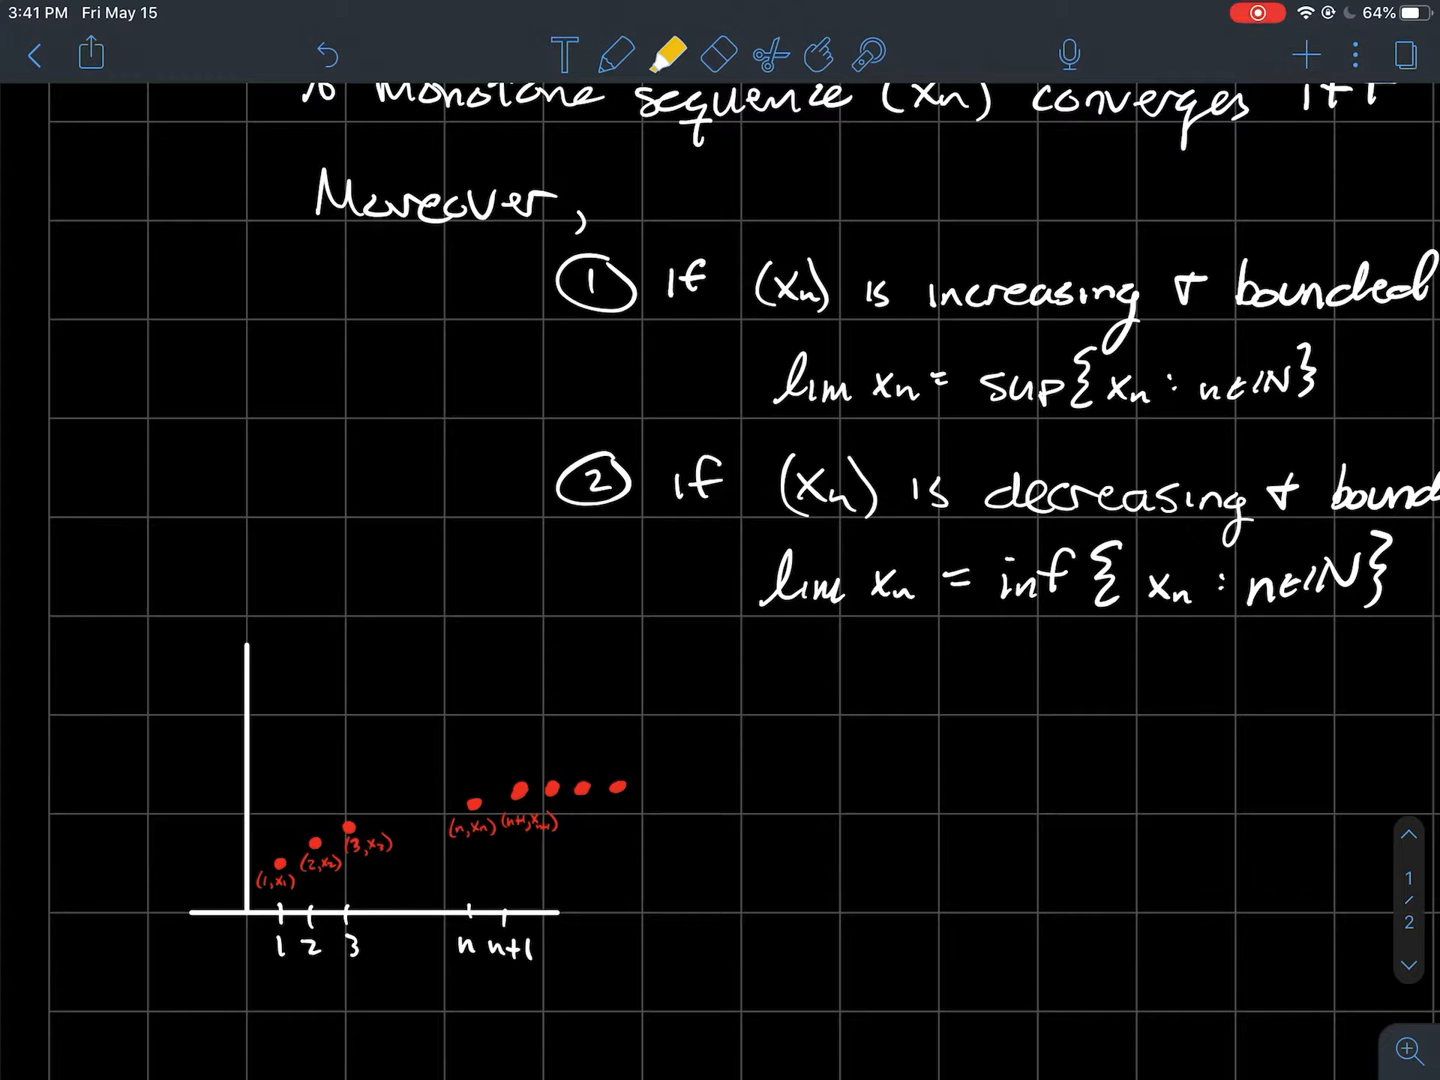 3:41 PM Fri May 15 64%
A monotone sequence (xn) converges iff
Moreover,
① If (xn) is increasing & bounded
lim xn = sup{xn : n∈ℕ}
② If (xn) is decreasing & bound
lim xn = inf{xn : n∈ℕ}
(n,xn) (n+1,xn+1)
(1,x1) (2,x2) (3,x3)
1 2 3 n n+1
1
/
2